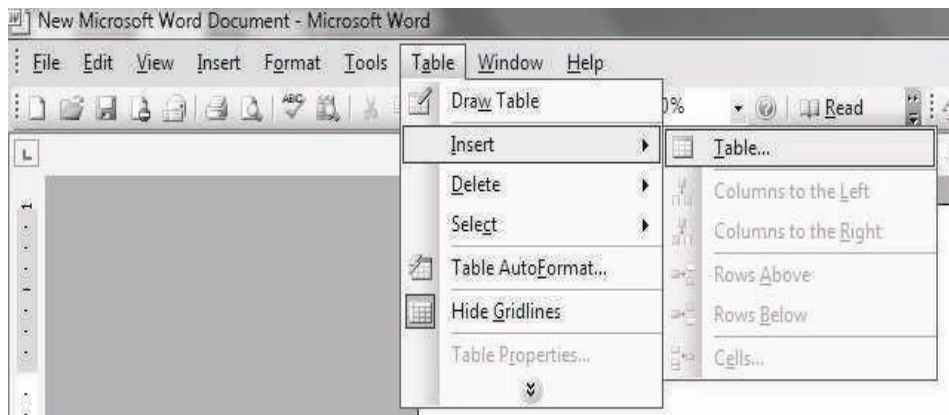 New Microsoft Word Document - Microsoft Word
File Edit View Insert Format Tools Table Window Help
ABC
Draw Table
0% Read
Insert
Table...
Delete
Columns to the Left
Select
Columns to the Right
Table AutoFormat...
Rows Above
Hide Gridlines
Rows Below
Table Properties...
Cells...